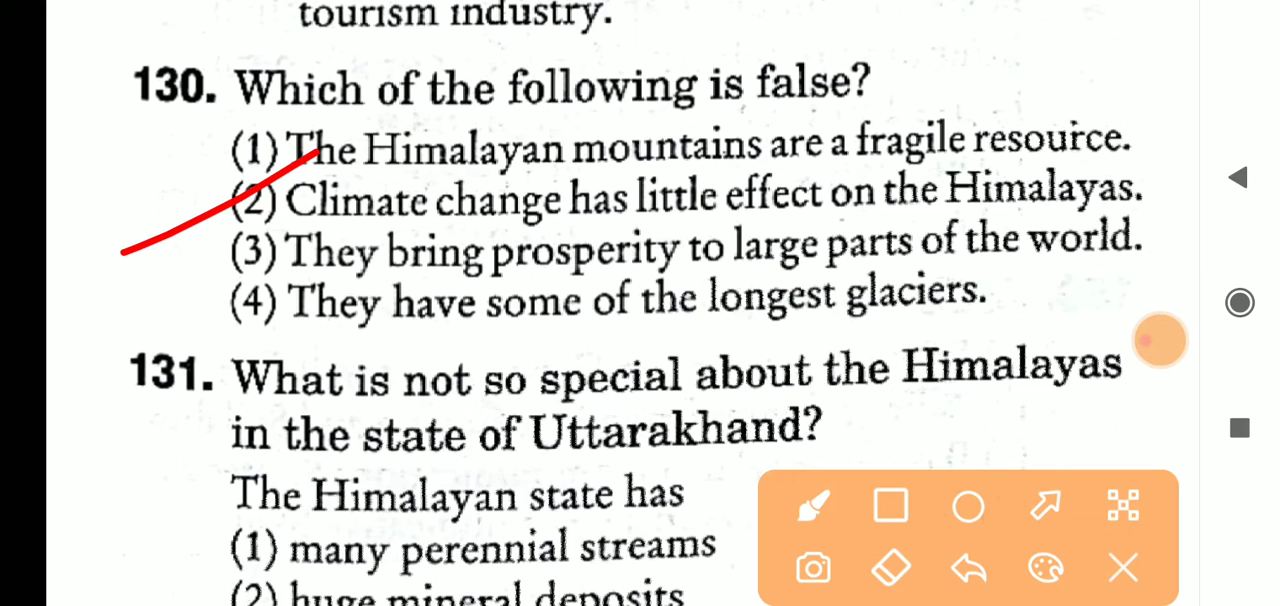 tourism industry.
130. Which of the following is false?
(1) The Himalayan mountains are a fragile resource.
(2) Climate change has little effect on the Himalayas.
(3) They bring prosperity to large parts of the world.
(4) They have some of the longest glaciers.
131. What is not so special about the Himalayas
in the state of Uttarakhand?
The Himalayan state has
(1) many perennial streams
(2) huge mineral deposits